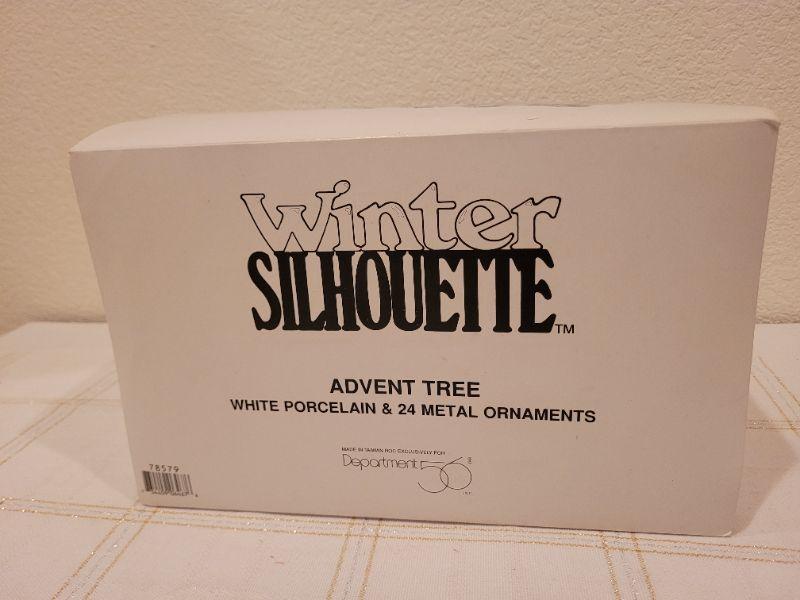 Winter
SILHOUETTE™
ADVENT TREE
WHITE PORCELAIN & 24 METAL ORNAMENTS
MADE IN TAIWAN ROC EXCLUSIVELY FOR
Department 56
78579